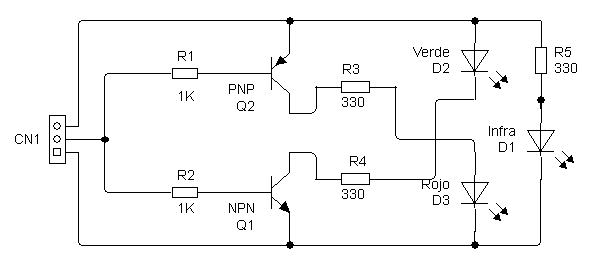 R1
1K
PNP
Q2
R3
330
Verde
D2
R5
330
CN1
Infra
D1
R2
1K
NPN
Q1
R4
330
Rojo
D3